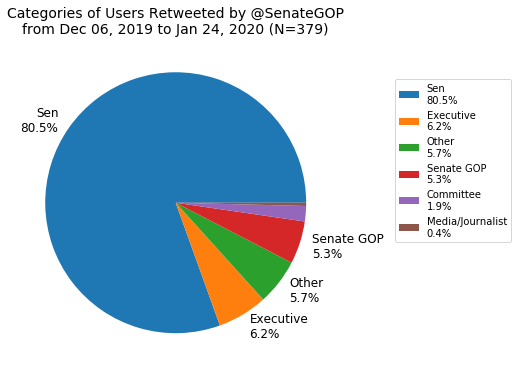 Categories of Users Retweeted by @SenateGOP
from Dec 06, 2019 to Jan 24, 2020 (N=379)
Sen
80.5%
Senate GOP
5.3%
Other
5.7%
Executive
6.2%
Sen
80.5%
Executive
6.2%
Other
5.7%
Senate GOP
5.3%
Committee
1.9%
Media/Journalist
0.4%